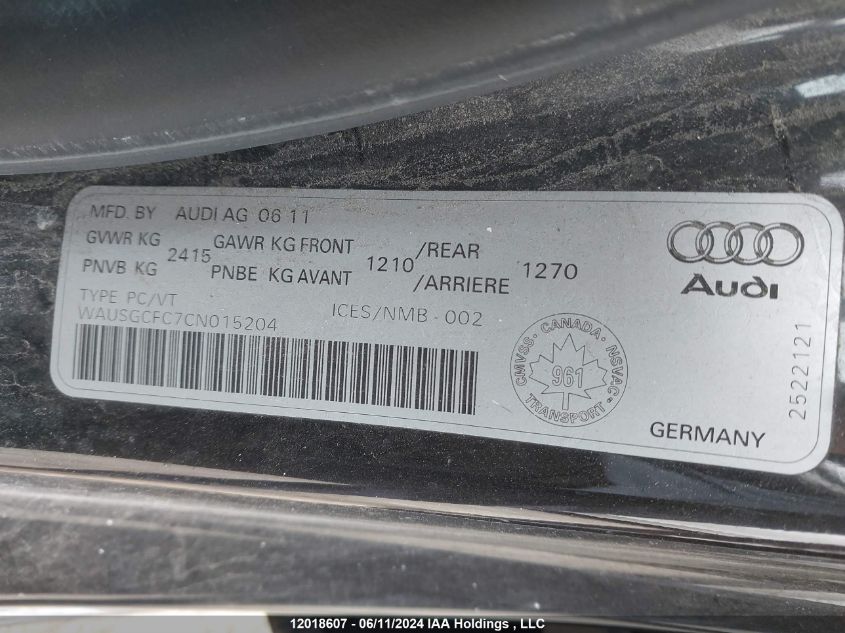 MFD. BY AUDI AG 06 11
GVWR KG 2415 GAWR KG FRONT 1210 /REAR 1270
PNVB KG PNBE KG AVANT /ARRIERE
TYPE PC/VT
WAUSGCFC7CN015204 ICES/NMB - 002
CMVSS · CANADA · NSVAC · TRANSPORT ·
961
Audi
2522121
GERMANY
12018607 - 06/11/2024 IAA Holdings , LLC